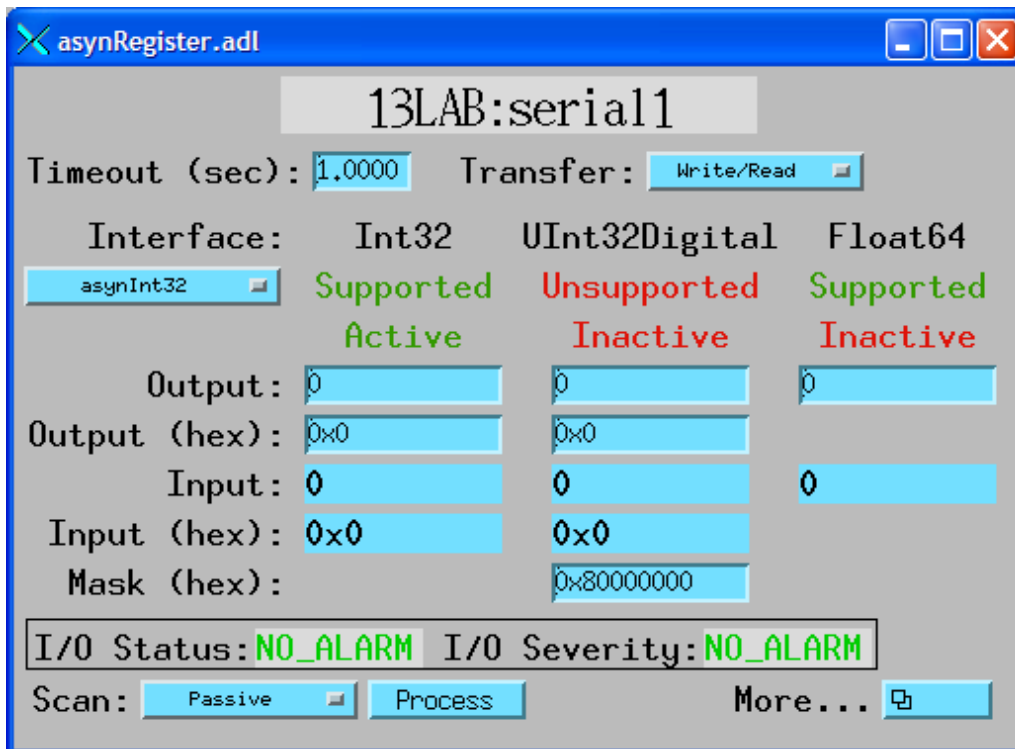 asynRegister.adl
13LAB:serial1
Timeout (sec): 1.0000 Transfer: Write/Read
Interface: Int32 UInt32Digital Float64
asynInt32 Supported Unsupported Supported
Active Inactive Inactive
Output: 0 0 0
Output (hex): 0x0 0x0
Input: 0 0 0
Input (hex): 0x0 0x0
Mask (hex): 0x80000000
I/O Status: NO_ALARM I/O Severity: NO_ALARM
Scan: Passive Process More...